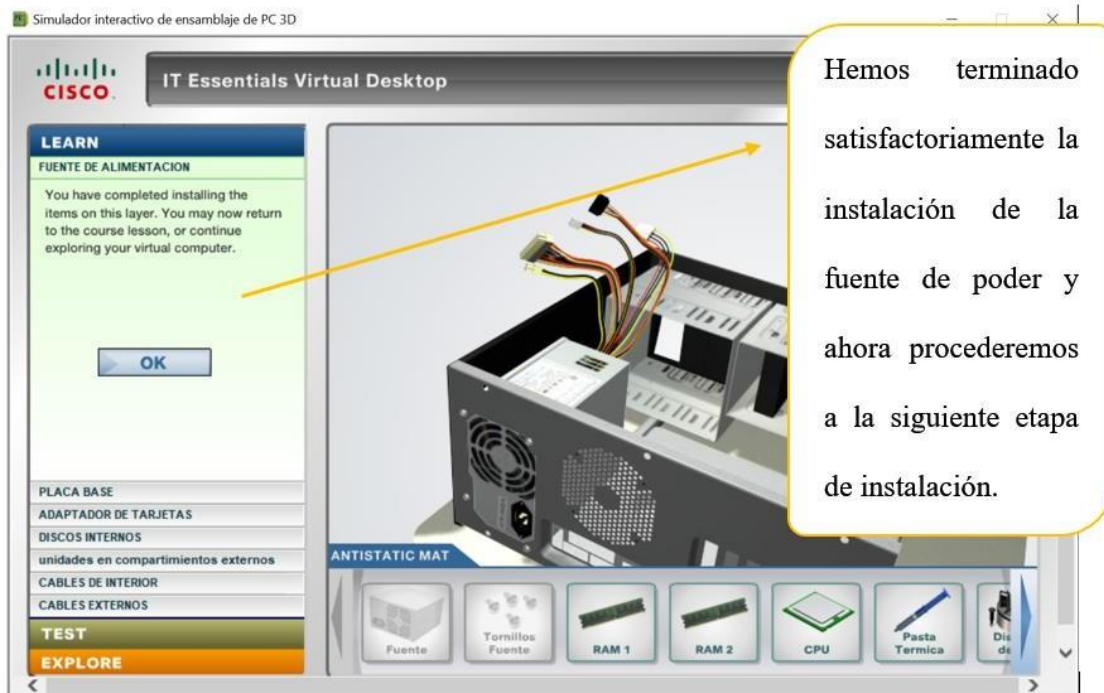 Simulador interactivo de ensamblaje de PC 3D
CISCO
IT Essentials Virtual Desktop
LEARN
FUENTE DE ALIMENTACION
You have completed installing the
items on this layer. You may now return
to the course lesson, or continue
exploring your virtual computer.
OK
PLACA BASE
ADAPTADOR DE TARJETAS
DISCOS INTERNOS
unidades en compartimientos externos
CABLES DE INTERIOR
CABLES EXTERNOS
TEST
EXPLORE
Hemos terminado
satisfactoriamente la
instalación de la
fuente de poder y
ahora procederemos
a la siguiente etapa
de instalación.
ANTISTATIC MAT
Fuente
Tornillos
Fuente
RAM 1
RAM 2
CPU
Pasta
Termica